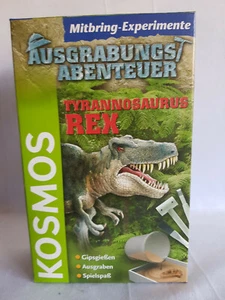 Mitbring-Experimente
AUSGRABUNGS
ABENTEUER
TYRANNOSAURUS
REX
KOSMOS
•Gipsgießen
•Ausgraben
•Spielspaß